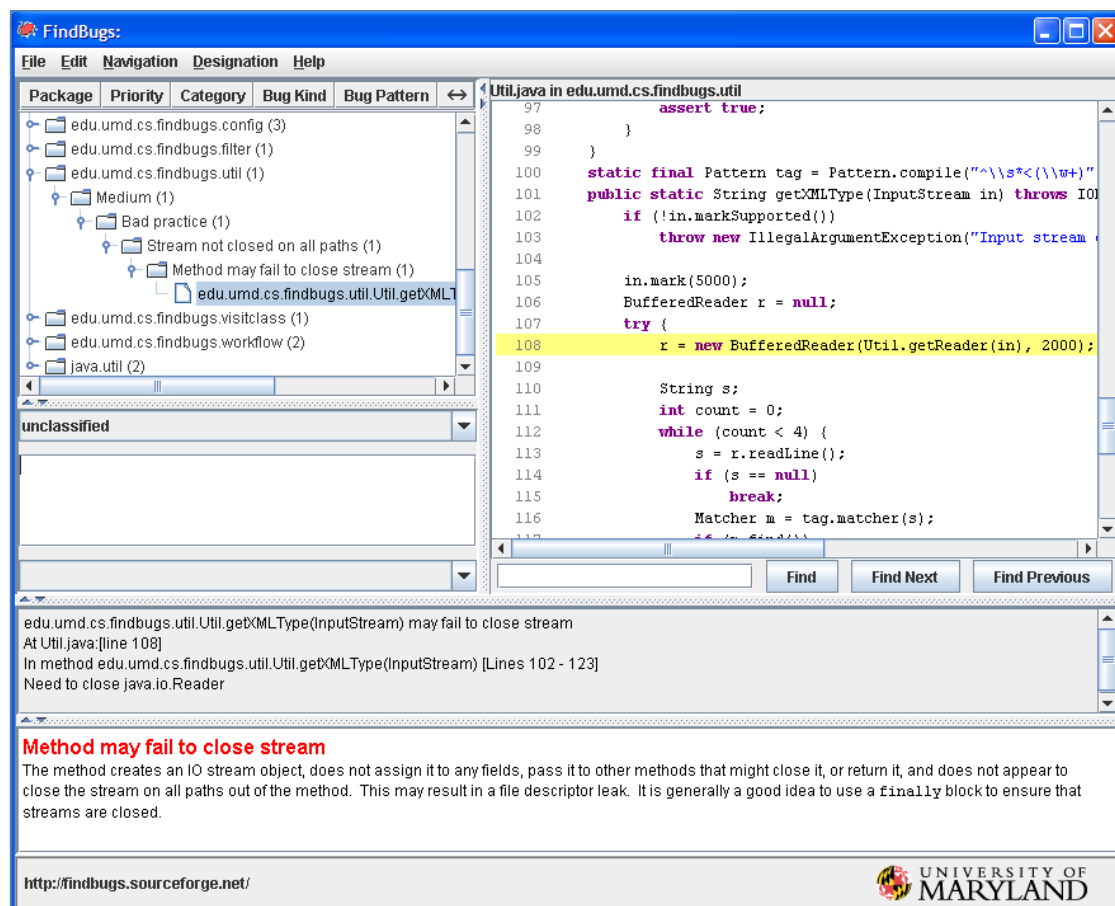 FindBugs:
File Edit Navigation Designation Help
Package Priority Category Bug Kind Bug Pattern
edu.umd.cs.findbugs.config (3)
edu.umd.cs.findbugs.filter (1)
edu.umd.cs.findbugs.util (1)
Medium (1)
Bad practice (1)
Stream not closed on all paths (1)
Method may fail to close stream (1)
edu.umd.cs.findbugs.util.Util.getXMLT
edu.umd.cs.findbugs.visitclass (1)
edu.umd.cs.findbugs.workflow (2)
java.util (2)
unclassified
Util.java in edu.umd.cs.findbugs.util
97 assert true;
98 }
99 }
100 static final Pattern tag = Pattern.compile("^\\s*<(\\w+)"
101 public static String getXMLType(InputStream in) throws IO
102 if (!in.markSupported())
103 throw new IllegalArgumentException("Input stream
104
105 in.mark(5000);
106 BufferedReader r = null;
107 try {
108 r = new BufferedReader(Util.getReader(in), 2000);
109
110 String s;
111 int count = 0;
112 while (count < 4) {
113 s = r.readLine();
114 if (s == null)
115 break;
116 Matcher m = tag.matcher(s);
117 if (m.find())
Find Find Next Find Previous
edu.umd.cs.findbugs.util.Util.getXMLType(InputStream) may fail to close stream
At Util.java:[line 108]
In method edu.umd.cs.findbugs.util.Util.getXMLType(InputStream) [Lines 102 - 123]
Need to close java.io.Reader
Method may fail to close stream
The method creates an IO stream object, does not assign it to any fields, pass it to other methods that might close it, or return it, and does not appear to
close the stream on all paths out of the method. This may result in a file descriptor leak. It is generally a good idea to use a finally block to ensure that
streams are closed.
http://findbugs.sourceforge.net/
UNIVERSITY OF
MARYLAND